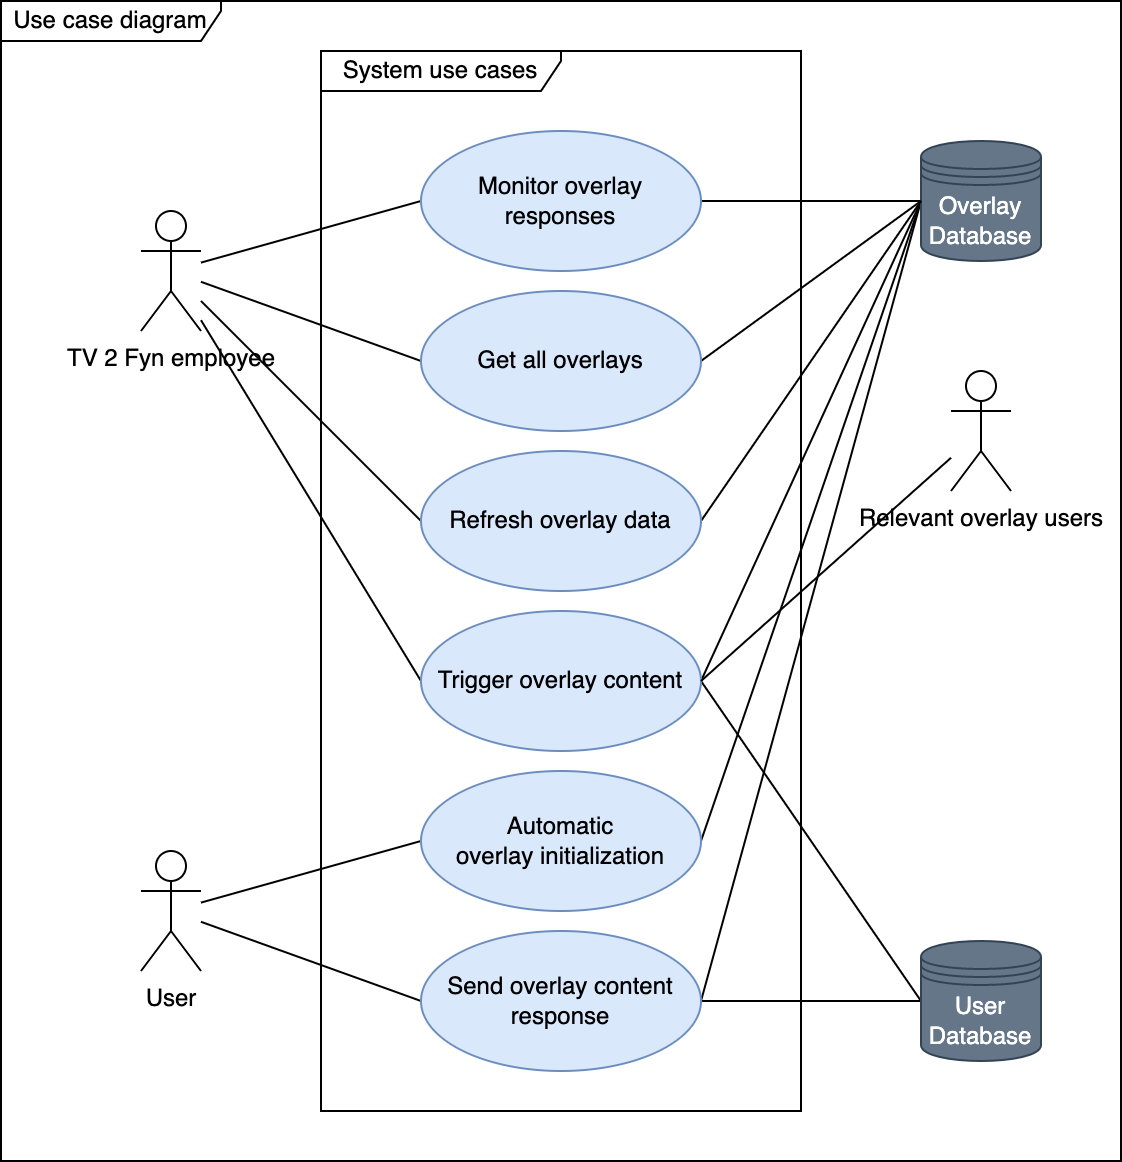 Use case diagram
System use cases
Monitor overlay
responses
Overlay
Database
TV 2 Fyn employee
Get all overlays
Refresh overlay data
Relevant overlay users
Trigger overlay content
Automatic
overlay initialization
User
Send overlay content
response
User
Database